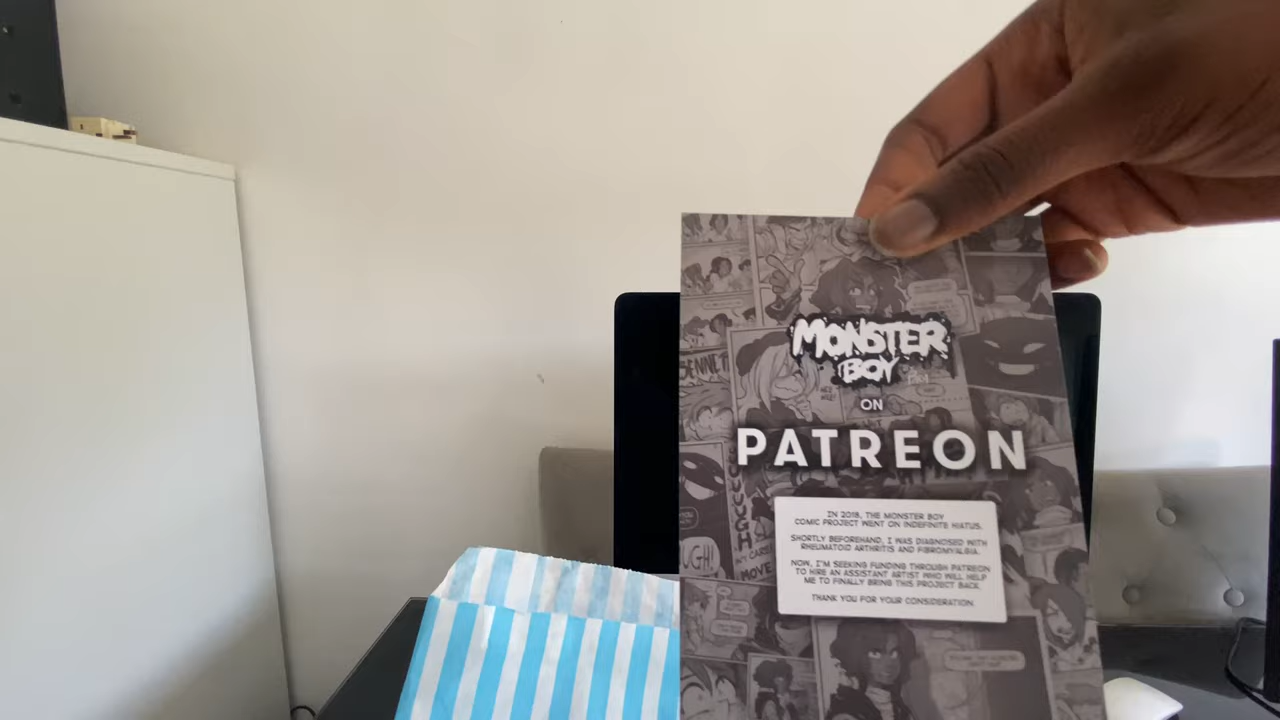 MONSTER
BOY
ON
PATREON
IN 2018, THE MONSTER BOY
COMIC PROJECT WENT ON INDEFINITE HIATUS.
SHORTLY BEFOREHAND, I WAS DIAGNOSED WITH
RHEUMATOID ARTHRITIS AND FIBROMYALGIA.
NOW, I'M SEEKING FUNDING THROUGH PATREON
TO HIRE AN ASSISTANT ARTIST WHO WILL HELP
ME TO FINALLY BRING THIS PROJECT BACK.
THANK YOU FOR YOUR CONSIDERATION.
MOVE